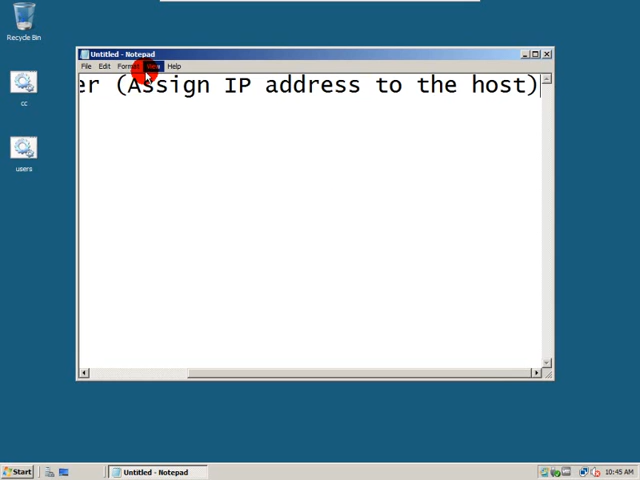 Recycle Bin
cc
users
Untitled - Notepad
File Edit Format View Help
er (Assign IP address to the host)
Start
Untitled - Notepad
10:45 AM